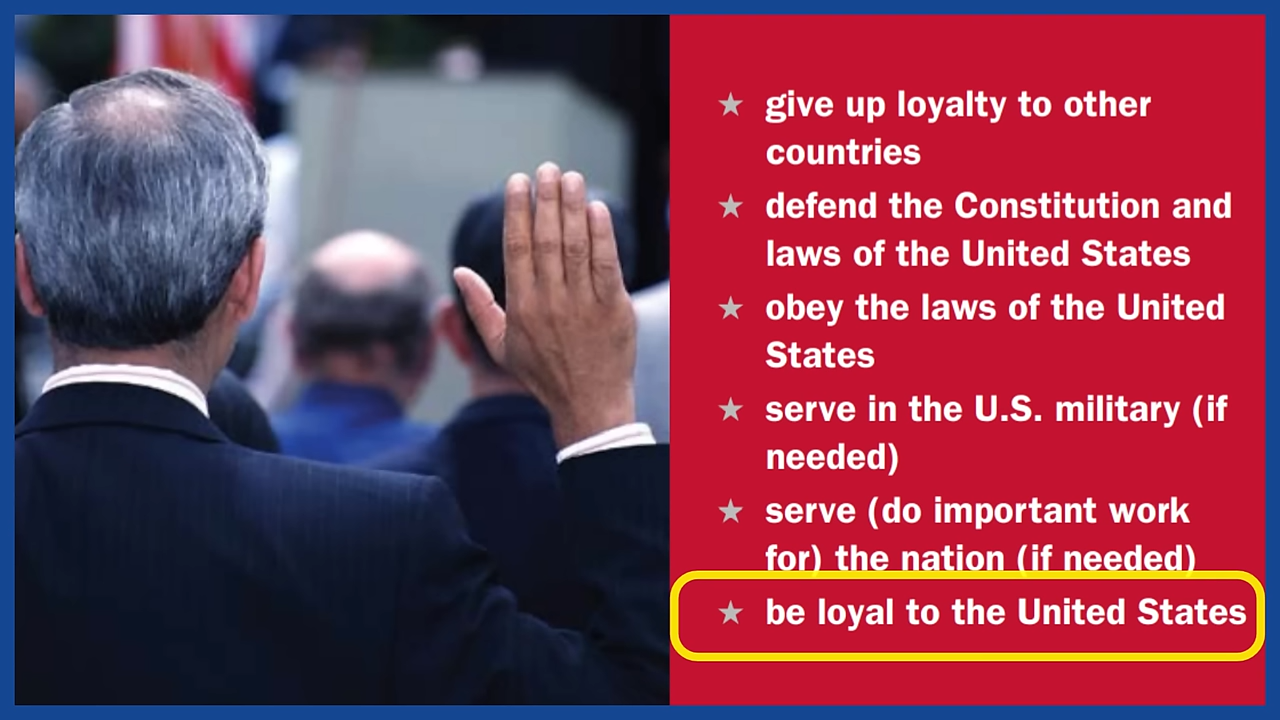 ★ give up loyalty to other
countries
★ defend the Constitution and
laws of the United States
★ obey the laws of the United
States
★ serve in the U.S. military (if
needed)
★ serve (do important work
for) the nation (if needed)
★ be loyal to the United States